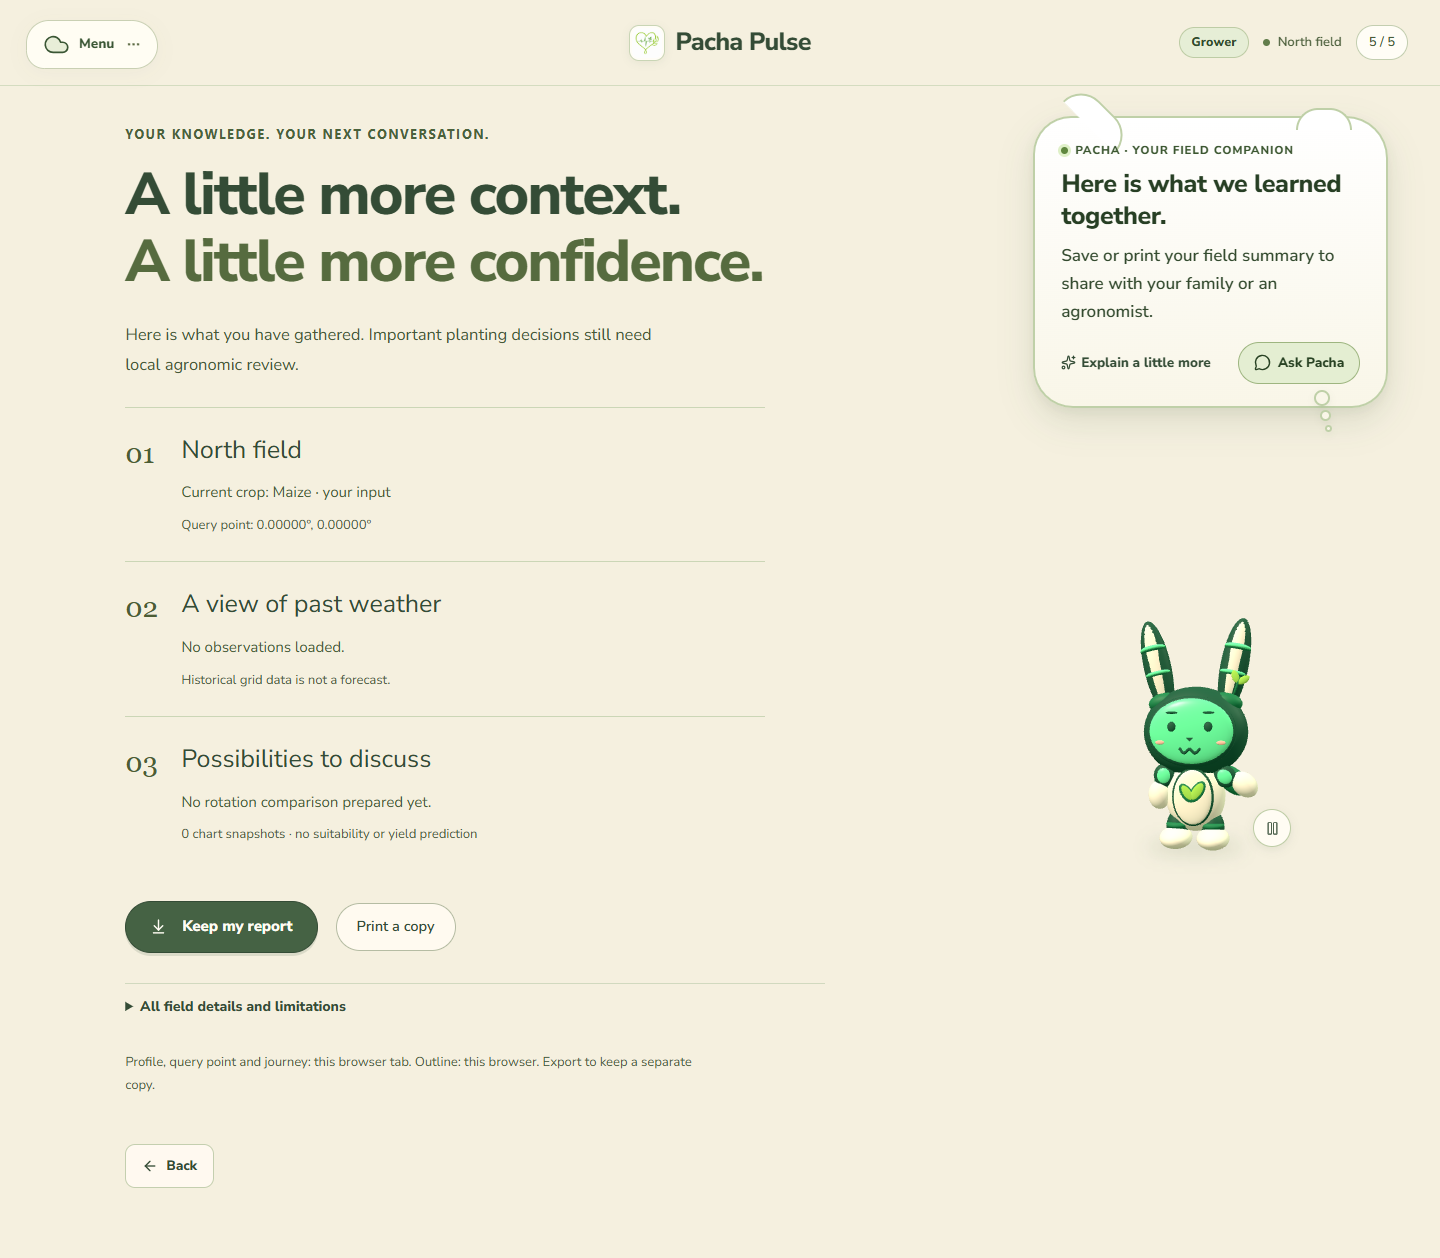 Menu
Pacha Pulse
Grower
North field
5 / 5
YOUR KNOWLEDGE. YOUR NEXT CONVERSATION.
A little more context.
A little more confidence.
Here is what you have gathered. Important planting decisions still need
local agronomic review.
01
North field
Current crop: Maize · your input
Query point: 0.00000°, 0.00000°
02
A view of past weather
No observations loaded.
Historical grid data is not a forecast.
03
Possibilities to discuss
No rotation comparison prepared yet.
0 chart snapshots · no suitability or yield prediction
Keep my report
Print a copy
All field details and limitations
Profile, query point and journey: this browser tab. Outline: this browser. Export to keep a separate
copy.
Back
PACHA · YOUR FIELD COMPANION
Here is what we learned
together.
Save or print your field summary to
share with your family or an
agronomist.
Explain a little more
Ask Pacha